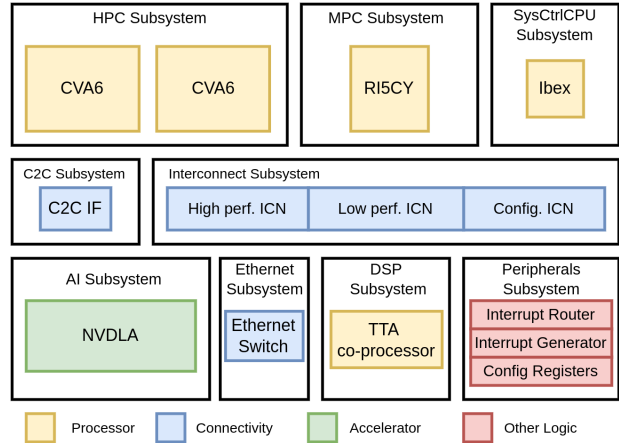 HPC Subsystem
CVA6
CVA6
MPC Subsystem
RI5CY
SysCtrlCPU
Subsystem
Ibex
C2C Subsystem
C2C IF
Interconnect Subsystem
High perf. ICN
Low perf. ICN
Config. ICN
AI Subsystem
NVDLA
Ethernet
Subsystem
Ethernet
Switch
DSP
Subsystem
TTA
co-processor
Peripherals
Subsystem
Interrupt Router
Interrupt Generator
Config Registers
Processor
Connectivity
Accelerator
Other Logic